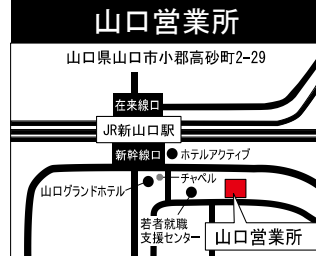 山口営業所
山口県山口市小郡高砂町2-29
在来線口
JR新山口駅
新幹線口
ホテルアクティブ
チャペル
山口グランドホテル
若者就職
支援センター
山口営業所